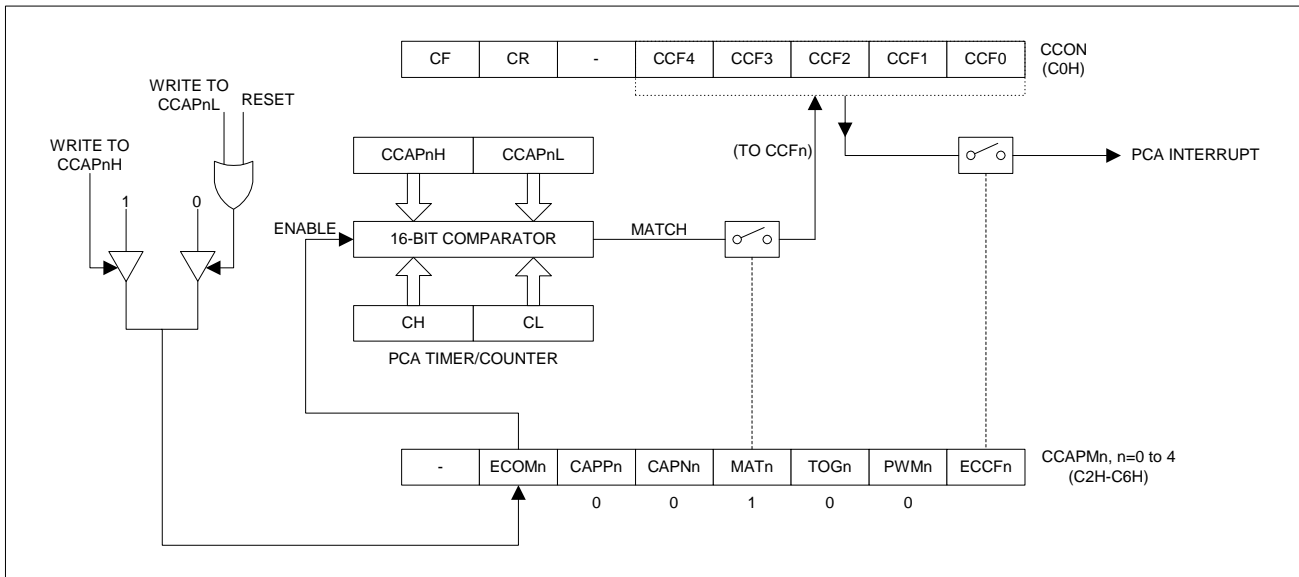 CF CR - CCF4 CCF3 CCF2 CCF1 CCF0
CCON
(C0H)
WRITE TO
CCAPnL
RESET
WRITE TO
CCAPnH
1 0
CCAPnH CCAPnL
(TO CCFn)
PCA INTERRUPT
ENABLE
16-BIT COMPARATOR
MATCH
CH CL
PCA TIMER/COUNTER
- ECOMn CAPPn CAPNn MATn TOGn PWMn ECCFn
CCAPMn, n=0 to 4
(C2H-C6H)
0 0 1 0 0